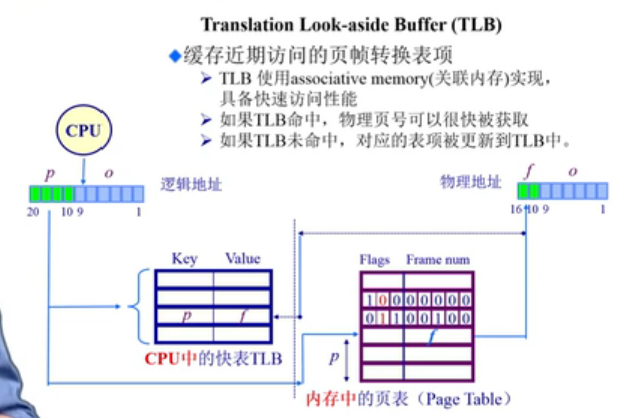 Translation Look-aside Buffer (TLB)
◆缓存近期访问的页帧转换表项
➢ TLB 使用associative memory(关联内存)实现，
具备快速访问性能
➢ 如果TLB命中，物理页号可以很快被获取
➢ 如果TLB未命中，对应的表项被更新到TLB中。
CPU
p o
逻辑地址
20 10 9 1
物理地址
f o
16 10 9 1
Key Value
p f
CPU中的快表TLB
Flags Frame num
1 0 0 0 0 0 0 0
0 1 1 0 0 1 0 0
f
p
内存中的页表（Page Table）